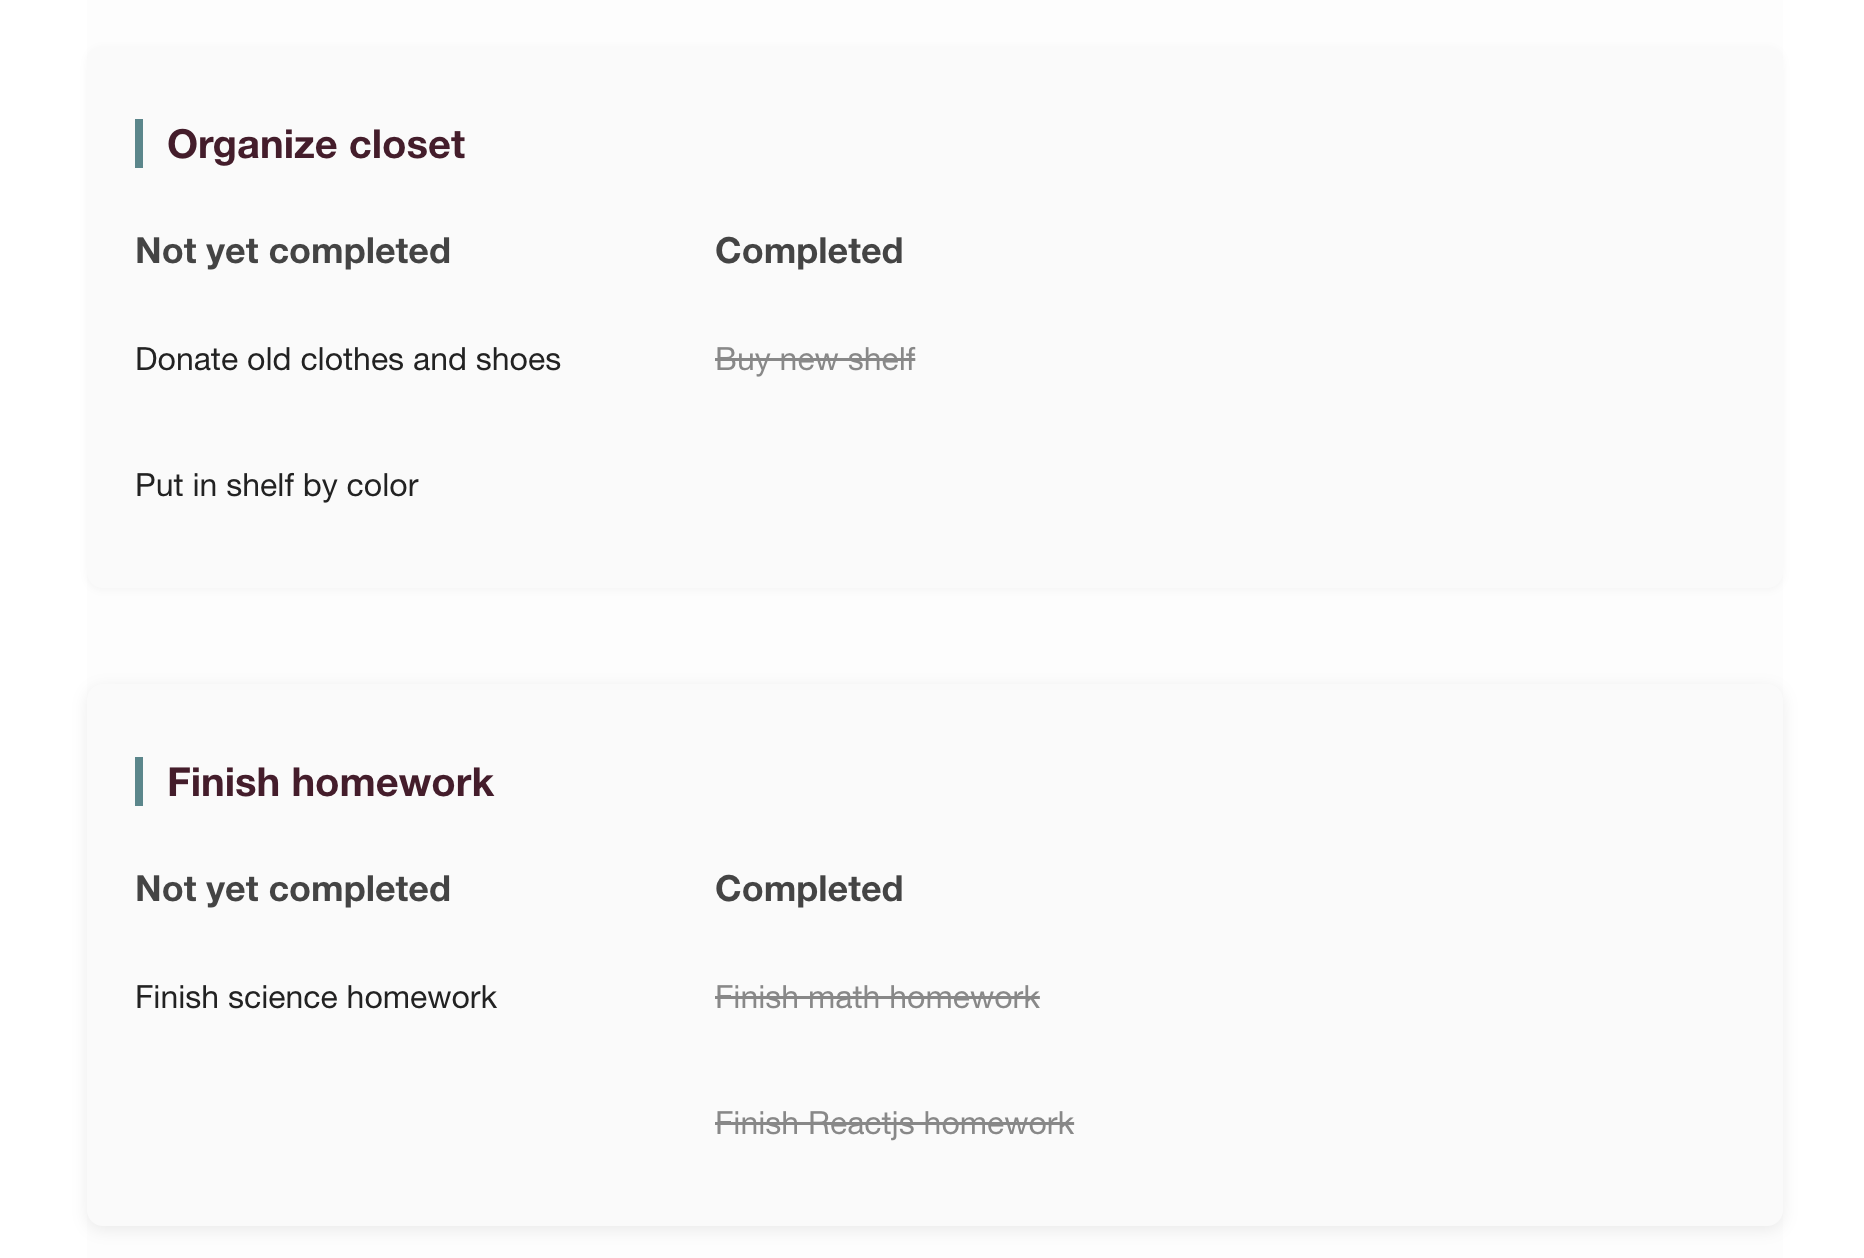 Organize closet
Not yet completed
Completed
Donate old clothes and shoes
Buy new shelf
Put in shelf by color
Finish homework
Not yet completed
Completed
Finish science homework
Finish math homework
Finish Reactjs homework